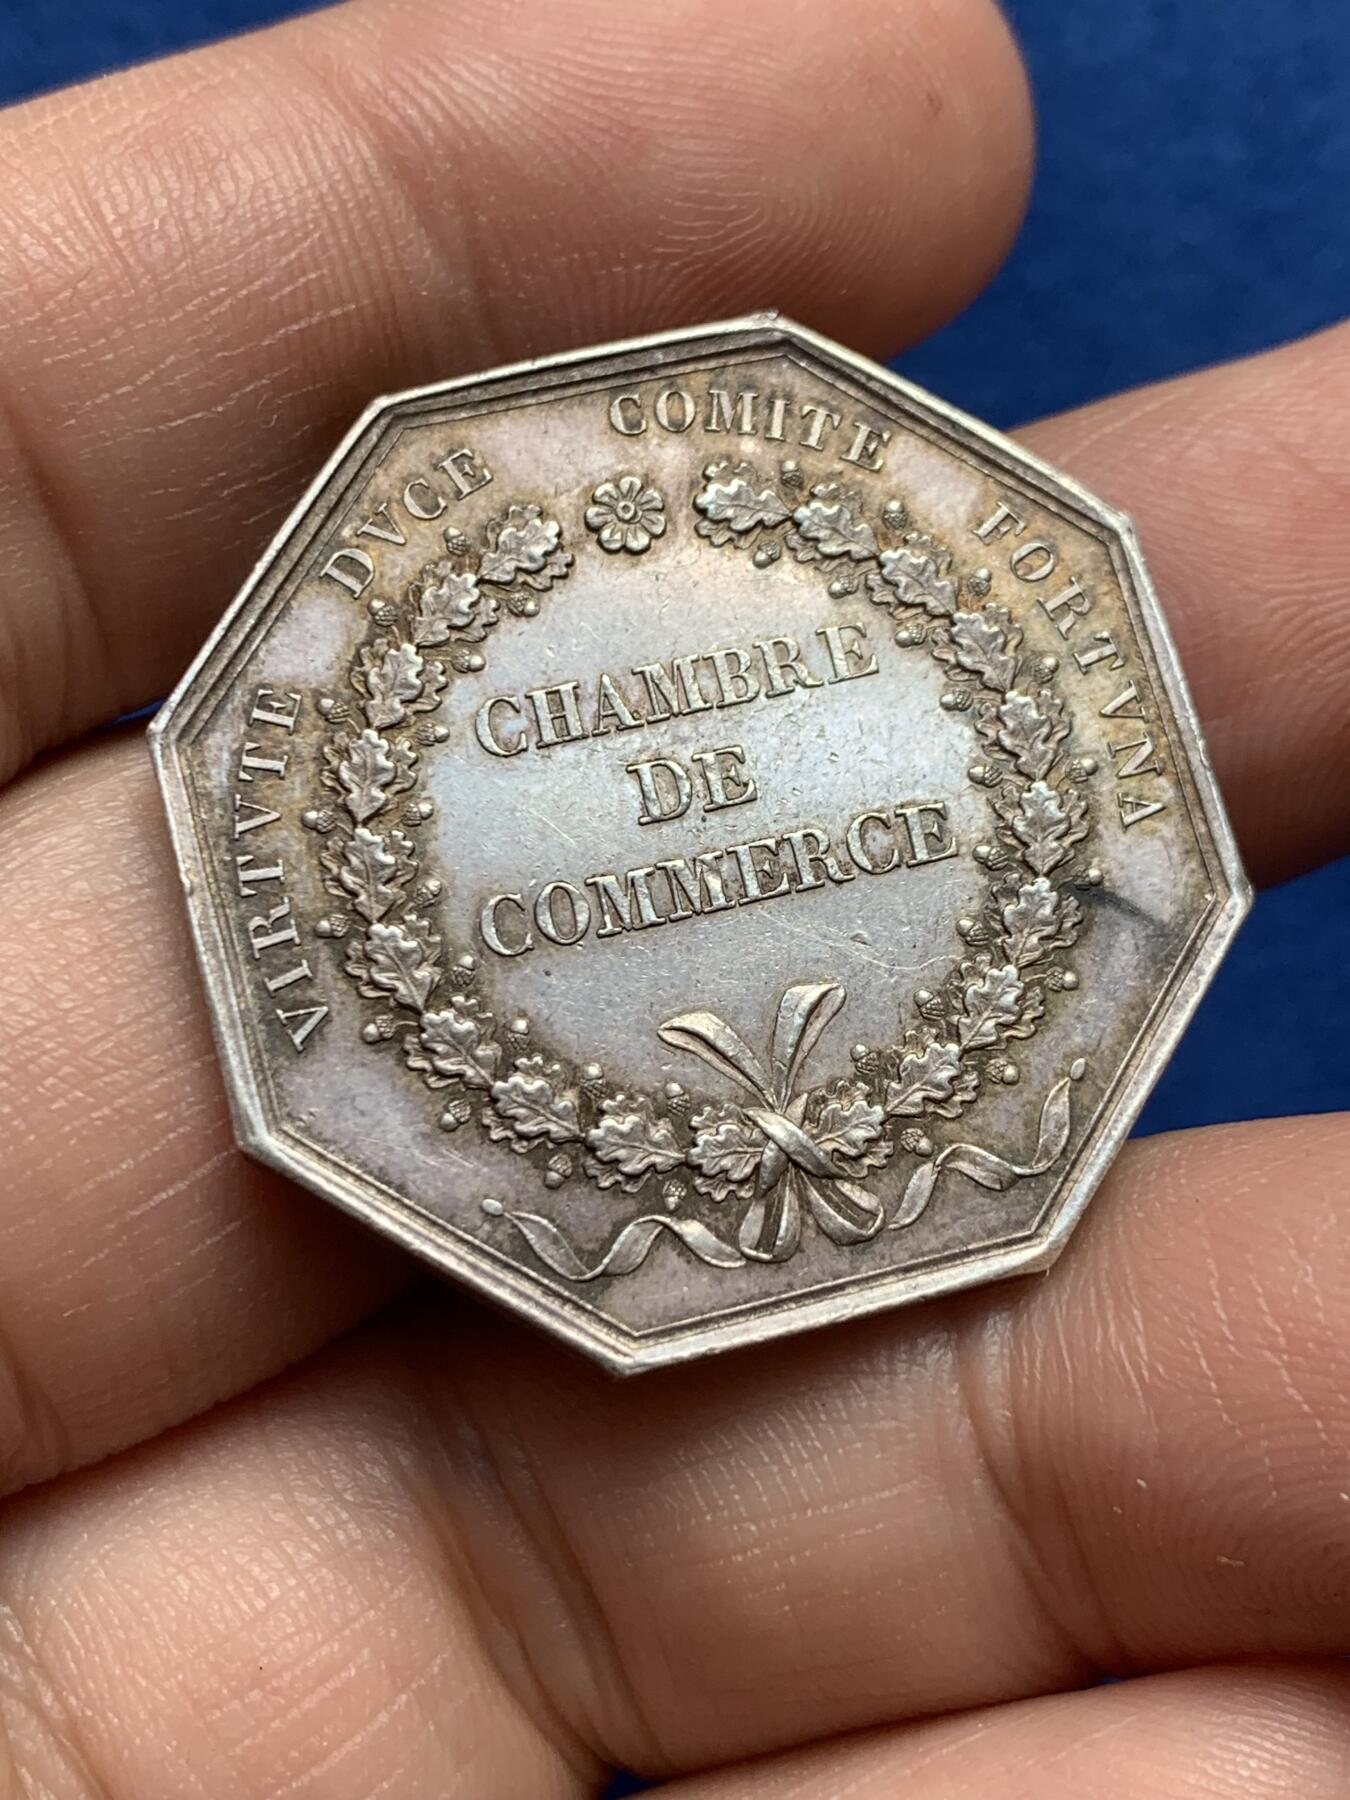 VIRTVTE DVCE COMITE FORTVNA
CHAMBRE
DE
COMMERCE